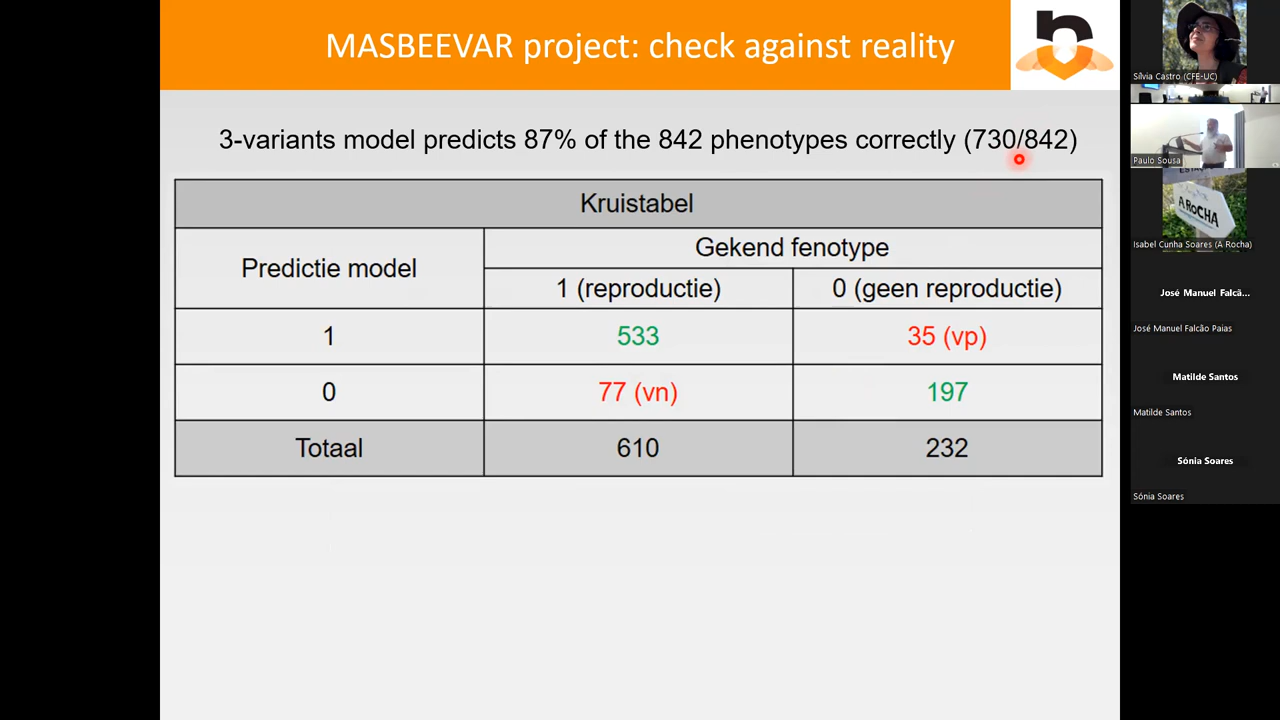 MASBEEVAR project: check against reality
3-variants model predicts 87% of the 842 phenotypes correctly (730/842)
Kruistabel
Predictie model
Gekend fenotype
1 (reproductie)
0 (geen reproductie)
1
533
35 (vp)
0
77 (vn)
197
Totaal
610
232
Sílvia Castro (CFE-UC)
Paulo Sousa
A ROCHA
Isabel Cunha Soares (A Rocha)
José Manuel Falcã...
José Manuel Falcão Paias
Matilde Santos
Matilde Santos
Sónia Soares
Sónia Soares